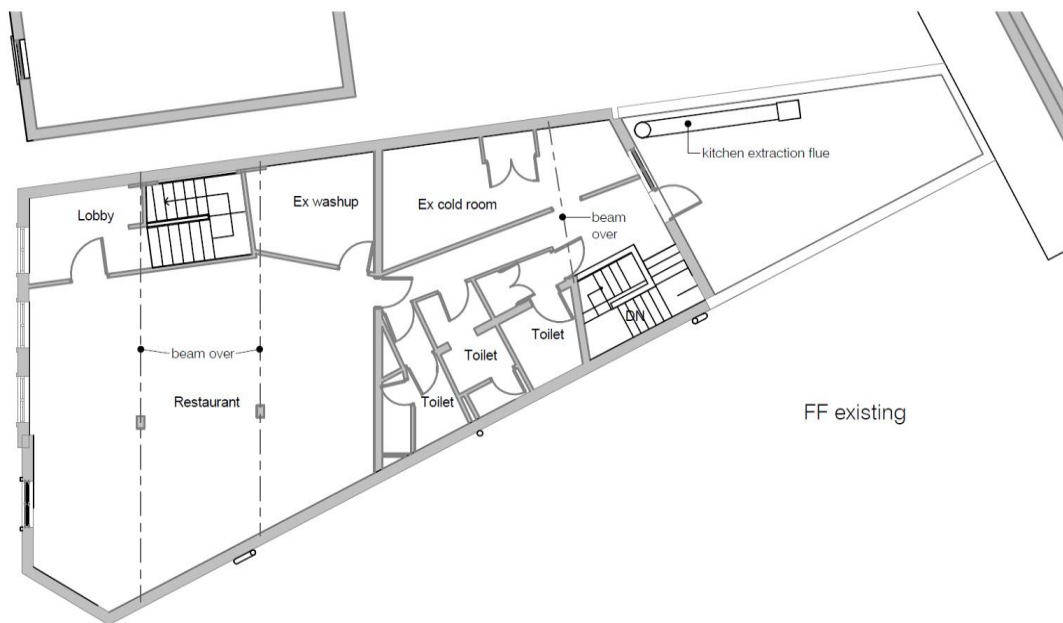 kitchen extraction flue
Lobby
Ex washup
Ex cold room
beam
over
DN
Toilet
Toilet
Toilet
beam over
Restaurant
FF existing